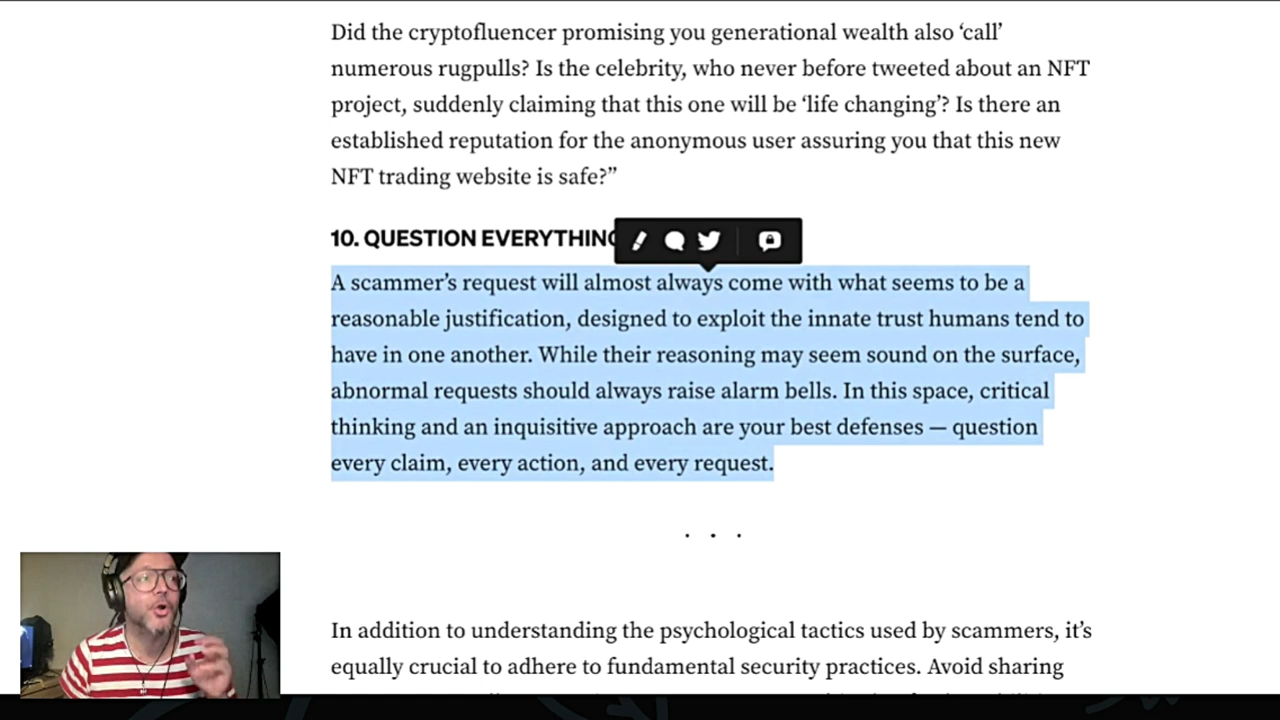 Did the cryptofluencer promising you generational wealth also ‘call’
numerous rugpulls? Is the celebrity, who never before tweeted about an NFT
project, suddenly claiming that this one will be ‘life changing’? Is there an
established reputation for the anonymous user assuring you that this new
NFT trading website is safe?”
10. QUESTION EVERYTHING
A scammer’s request will almost always come with what seems to be a
reasonable justification, designed to exploit the innate trust humans tend to
have in one another. While their reasoning may seem sound on the surface,
abnormal requests should always raise alarm bells. In this space, critical
thinking and an inquisitive approach are your best defenses — question
every claim, every action, and every request.
. . .
In addition to understanding the psychological tactics used by scammers, it’s
equally crucial to adhere to fundamental security practices. Avoid sharing